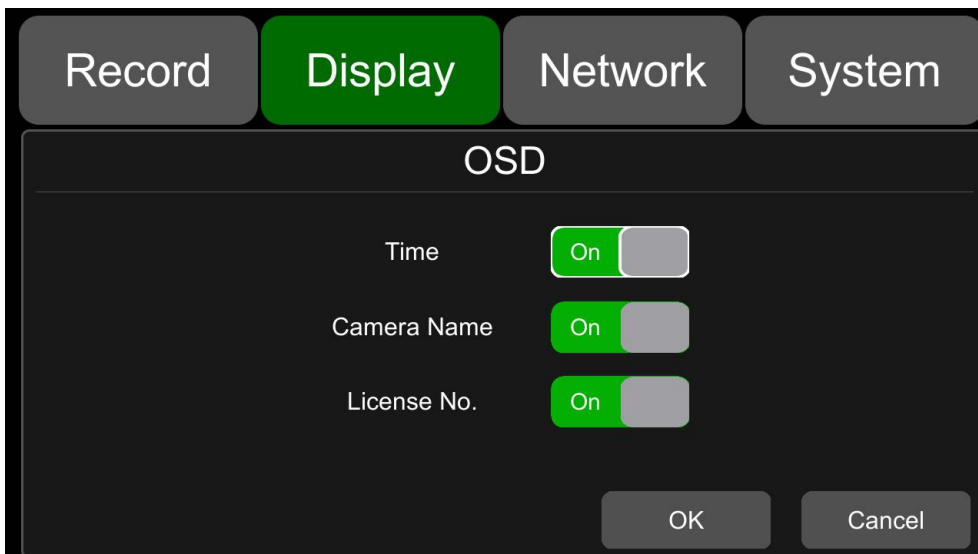 Record Display Network System
OSD
Time On
Camera Name On
License No. On
OK Cancel